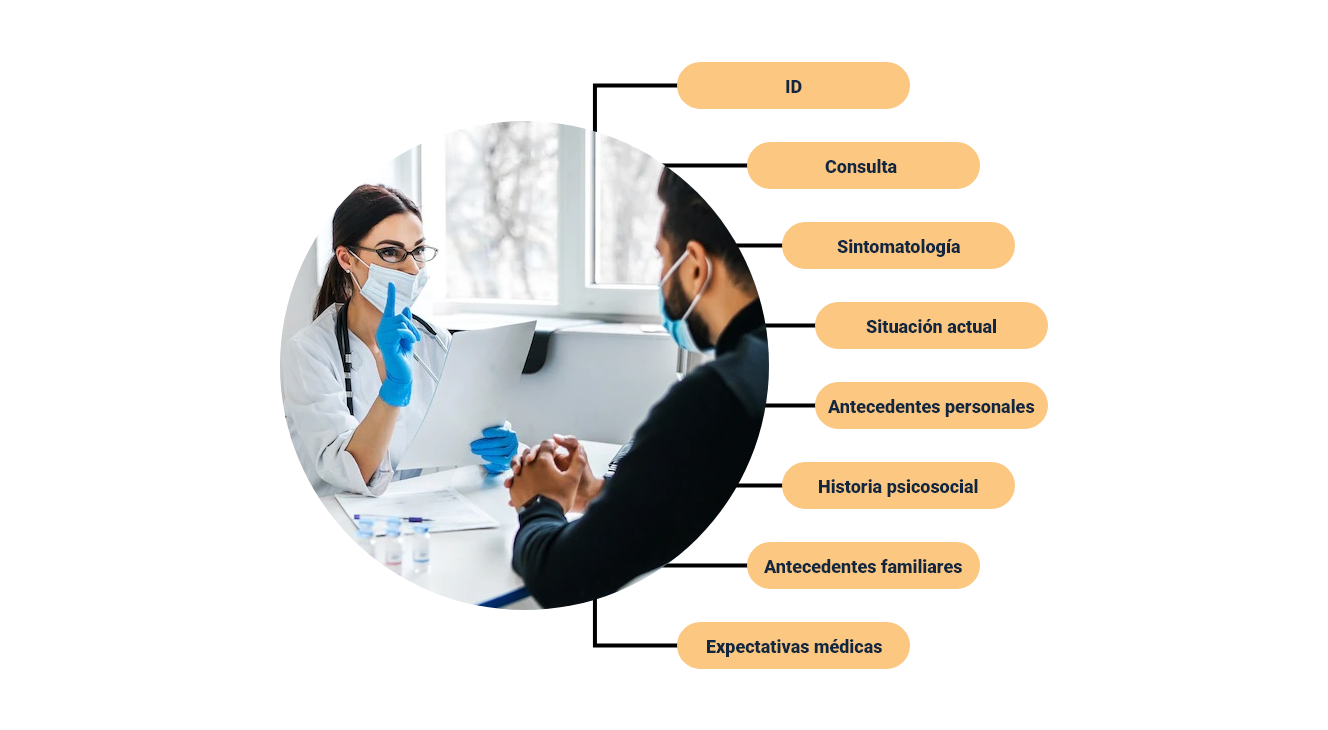 ID
Consulta
Sintomatología
Situación actual
Antecedentes personales
Historia psicosocial
Antecedentes familiares
Expectativas médicas